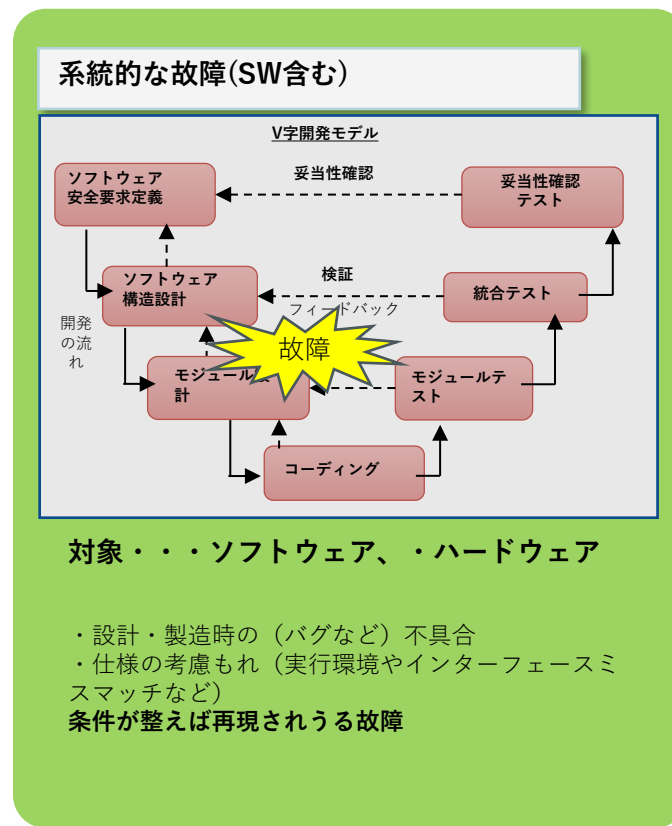 系統的な故障(SW含む)
V字開発モデル
ソフトウェア
安全要求定義
妥当性確認
妥当性確認
テスト
ソフトウェア
構造設計
検証
フィードバック
統合テスト
開発
の流
れ
故障
モジュール設
計
モジュールテ
スト
コーディング
対象・・・ソフトウェア、・ハードウェア
・設計・製造時の（バグなど）不具合
・仕様の考慮もれ（実行環境やインターフェースミ
スマッチなど）
条件が整えば再現されうる故障